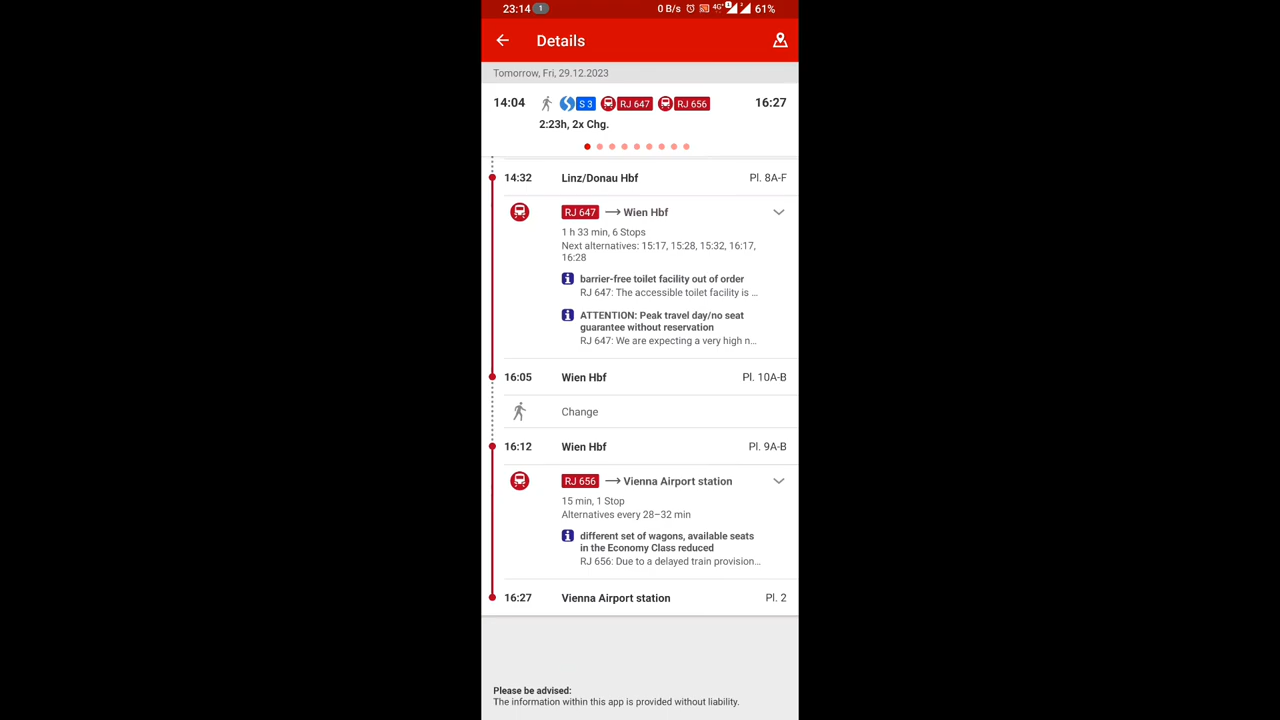 23:14 1 0 B/s 4G+ 61%
Details
Tomorrow, Fri, 29.12.2023
14:04 S 3 RJ 647 RJ 656 16:27
2:23h, 2x Chg.
14:32 Linz/Donau Hbf Pl. 8A-F
RJ 647 → Wien Hbf
1 h 33 min, 6 Stops
Next alternatives: 15:17, 15:28, 15:32, 16:17,
16:28
i barrier-free toilet facility out of order
RJ 647: The accessible toilet facility is ...
i ATTENTION: Peak travel day/no seat
guarantee without reservation
RJ 647: We are expecting a very high n...
16:05 Wien Hbf Pl. 10A-B
Change
16:12 Wien Hbf Pl. 9A-B
RJ 656 → Vienna Airport station
15 min, 1 Stop
Alternatives every 28–32 min
i different set of wagons, available seats
in the Economy Class reduced
RJ 656: Due to a delayed train provision...
16:27 Vienna Airport station Pl. 2
Please be advised:
The information within this app is provided without liability.